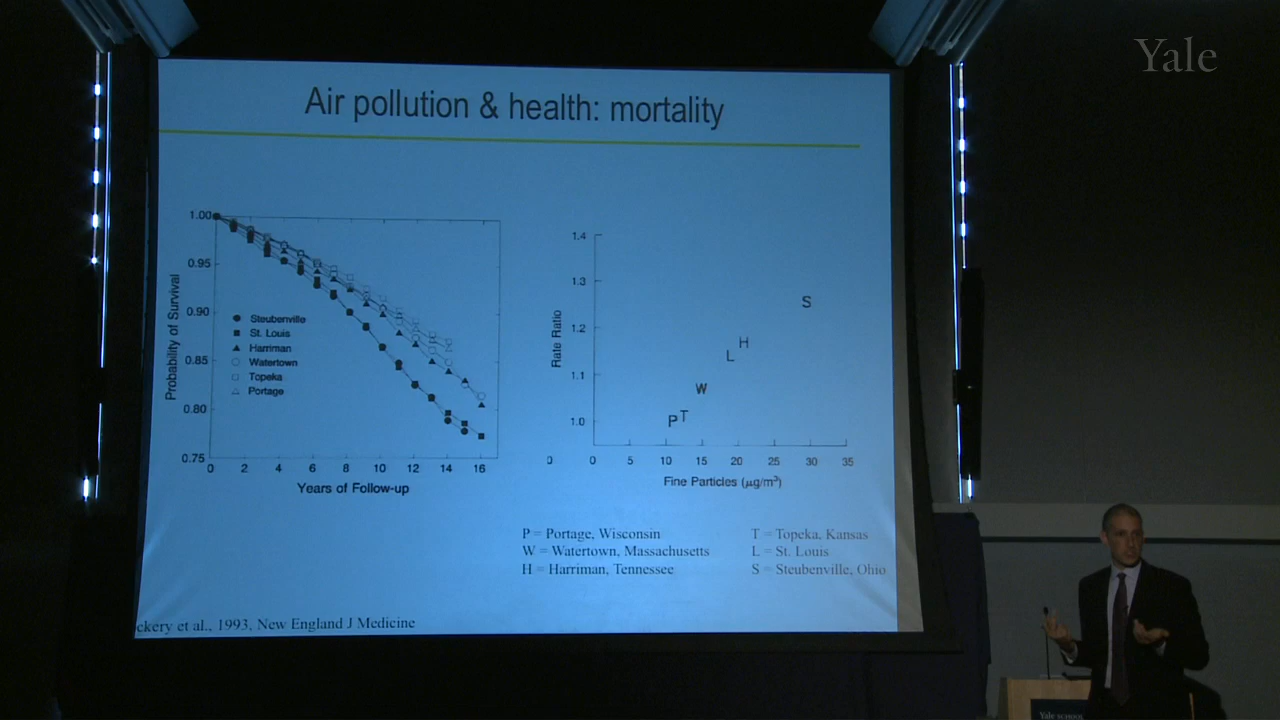 Yale
Air pollution & health: mortality
1.00
0.95
0.90
0.85
0.80
0.75
Probability of Survival
Steubenville
St. Louis
Harriman
Watertown
Topeka
Portage
0 2 4 6 8 10 12 14 16
Years of Follow-up
1.4
1.3
1.2
1.1
1.0
0
Rate Ratio
S
H
L
W
P T
0 5 10 15 20 25 30 35
Fine Particles (µg/m³)
P = Portage, Wisconsin T = Topeka, Kansas
W = Watertown, Massachusetts L = St. Louis
H = Harriman, Tennessee S = Steubenville, Ohio
ckery et al., 1993, New England J Medicine
YALE SCHOOL